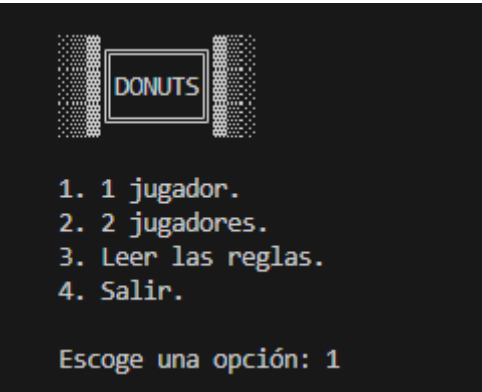 DONUTS
1. 1 jugador.
2. 2 jugadores.
3. Leer las reglas.
4. Salir.
Escoge una opción: 1